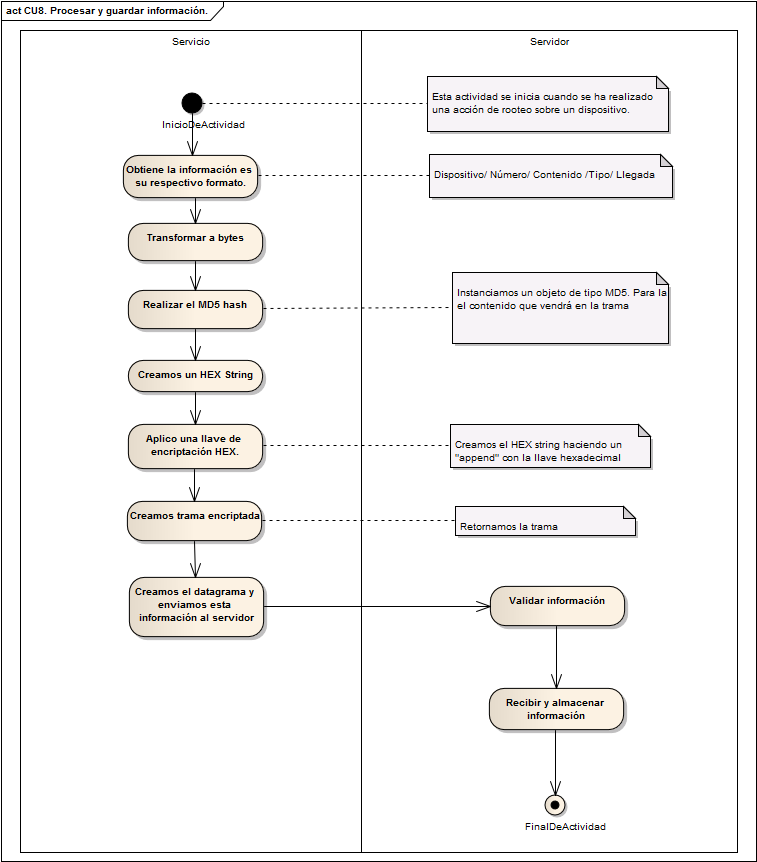 act CU8. Procesar y guardar información.
Servicio
Servidor
InicioDeActividad
Esta actividad se inicia cuando se ha realizado
una acción de rooteo sobre un dispositivo.
Obtiene la información es
su respectivo formato.
Dispositivo/ Número/ Contenido /Tipo/ Llegada
Transformar a bytes
Realizar el MD5 hash
Instanciamos un objeto de tipo MD5. Para la
el contenido que vendrá en la trama
Creamos un HEX String
Aplico una llave de
encriptación HEX.
Creamos el HEX string haciendo un
"append" con la llave hexadecimal
Creamos trama encriptada
Retornamos la trama
Creamos el datagrama y
enviamos esta
información al servidor
Validar información
Recibir y almacenar
información
FinalDeActividad